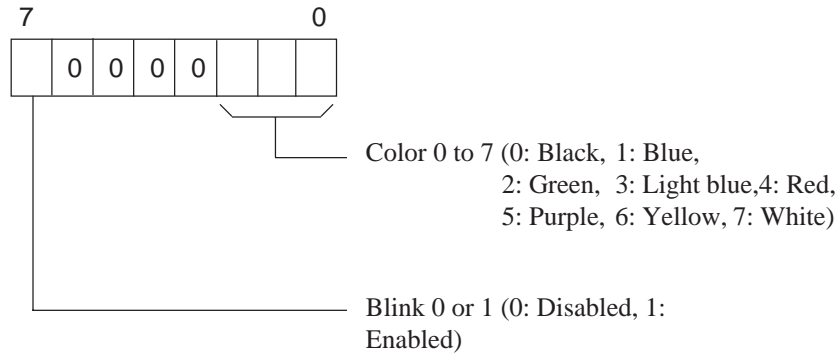 7 0
0 0 0 0
Color 0 to 7 (0: Black, 1: Blue,
2: Green, 3: Light blue,4: Red,
5: Purple, 6: Yellow, 7: White)
Blink 0 or 1 (0: Disabled, 1:
Enabled)